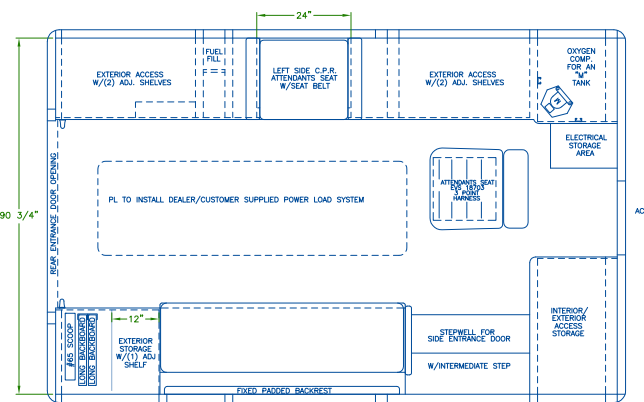 24"
FUEL
FILL
EXTERIOR ACCESS
W/(2) ADJ. SHELVES
LEFT SIDE C.P.R.
ATTENDANTS SEAT
W/SEAT BELT
EXTERIOR ACCESS
W/(2) ADJ. SHELVES
OXYGEN
COMP.
FOR AN
"M"
TANK
ELECTRICAL
STORAGE
AREA
REAR ENTRANCE DOOR OPENING
90 3/4"
PL TO INSTALL DEALER/CUSTOMER SUPPLIED POWER LOAD SYSTEM
ATTENDANTS SEAT
EVS 18703
3 POINT
HARNESS
AC
12"
#65 SCOOP
LONG BACKBOARD
LONG BACKBOARD
EXTERIOR
STORAGE
W/(1) ADJ
SHELF
STEPWELL FOR
SIDE ENTRANCE DOOR
W/INTERMEDIATE STEP
INTERIOR/
EXTERIOR
ACCESS
STORAGE
FIXED PADDED BACKREST